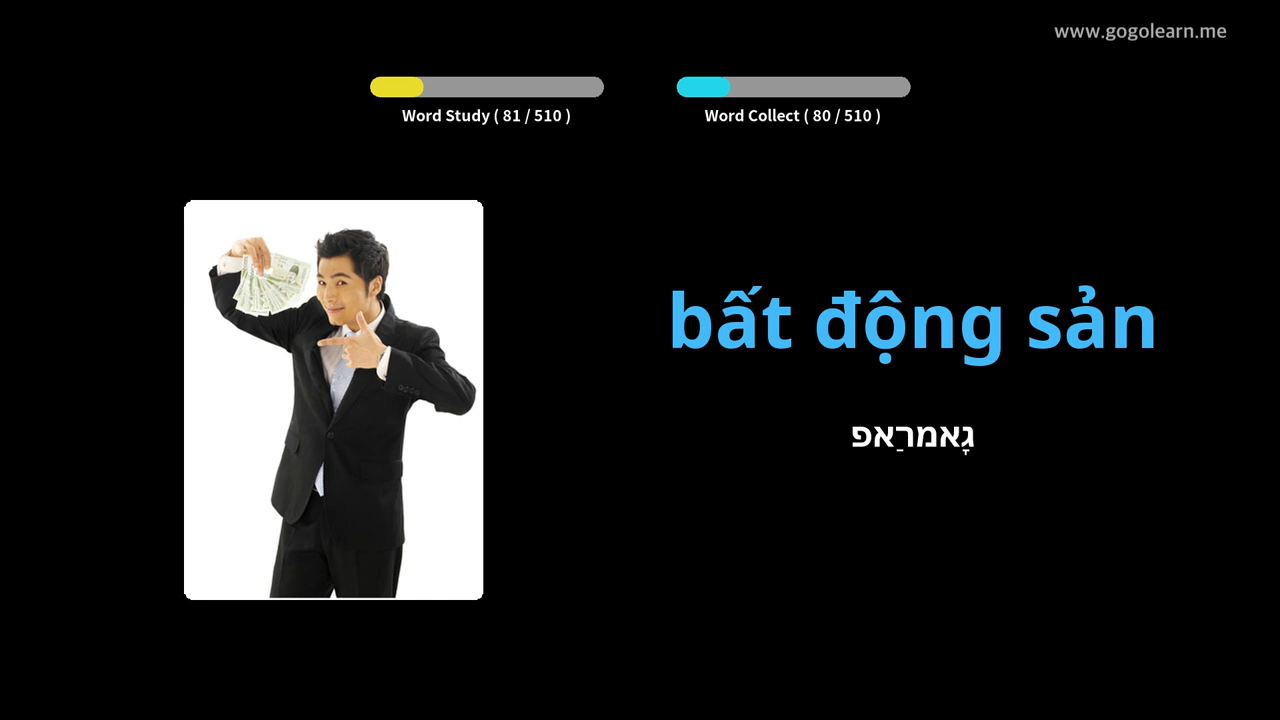 www.gogolearn.me
Word Study ( 81 / 510 )
Word Collect ( 80 / 510 )
bất động sản
גָאמרַאפ